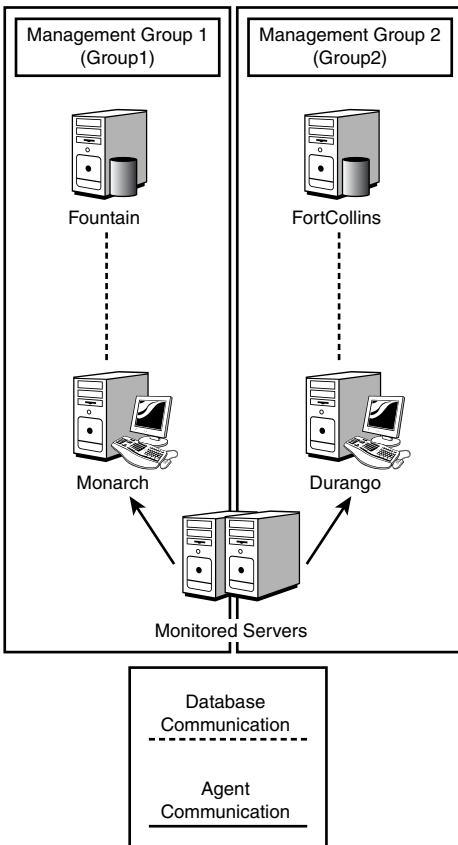 Management Group 1
(Group1)
Management Group 2
(Group2)
Fountain
FortCollins
Monarch
Durango
Monitored Servers
Database
Communication
Agent
Communication